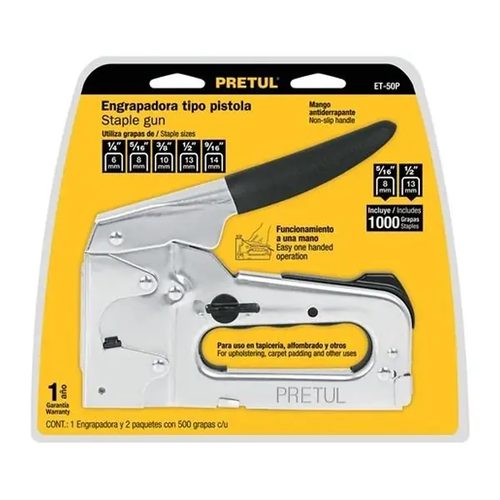 PRETUL®
ET-50P
Engrapadora tipo pistola
Staple gun
Utiliza grapas de / Staple sizes
1/4" 5/16" 3/8" 1/2" 9/16"
6 mm 8 mm 10 mm 13 mm 14 mm
Mango
antiderrapante
Non-slip handle
5/16" 1/2"
8 mm 13 mm
Incluye / Includes
1000 Grapas
Staples
Funcionamiento
a una mano
Easy one handed
operation
Para uso en tapicería, alfombrado y otros
For upholstering, carpet padding and other uses
PRETUL
1 año
Garantía
Warranty
CONT.: 1 Engrapadora y 2 paquetes con 500 grapas c/u